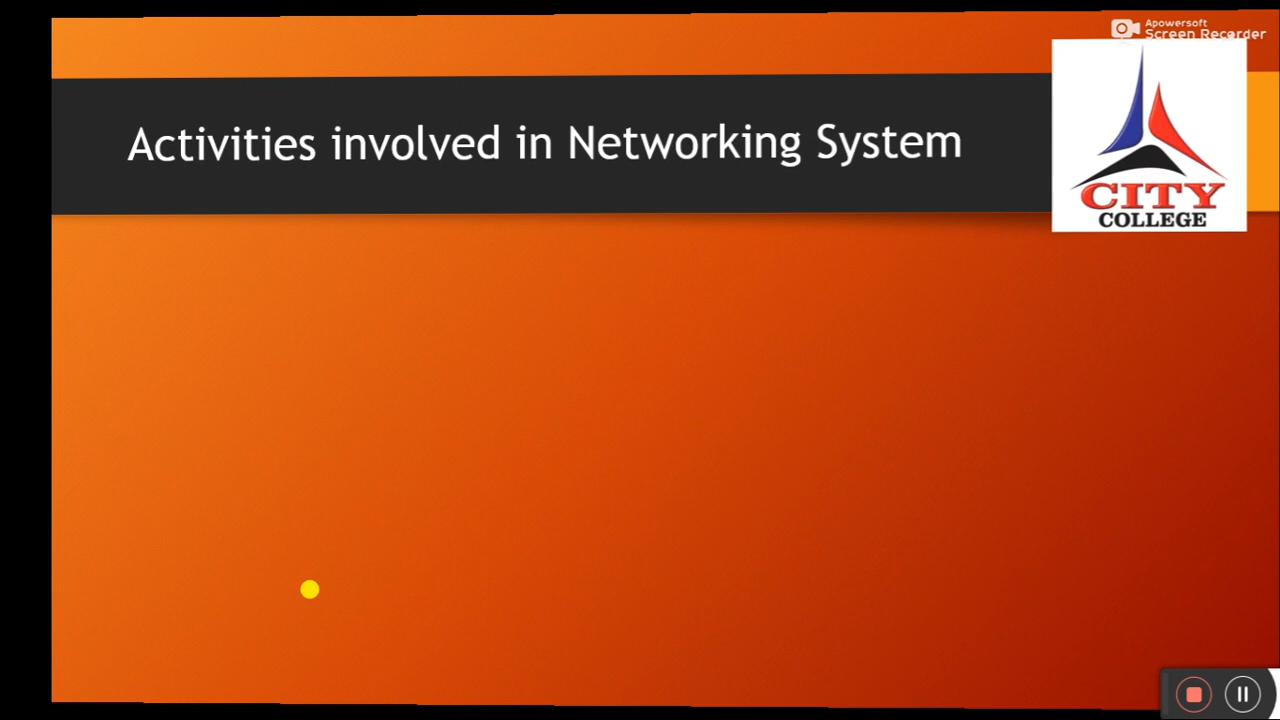 Apowersoft
Screen Recorder
Activities involved in Networking System
CITY
COLLEGE